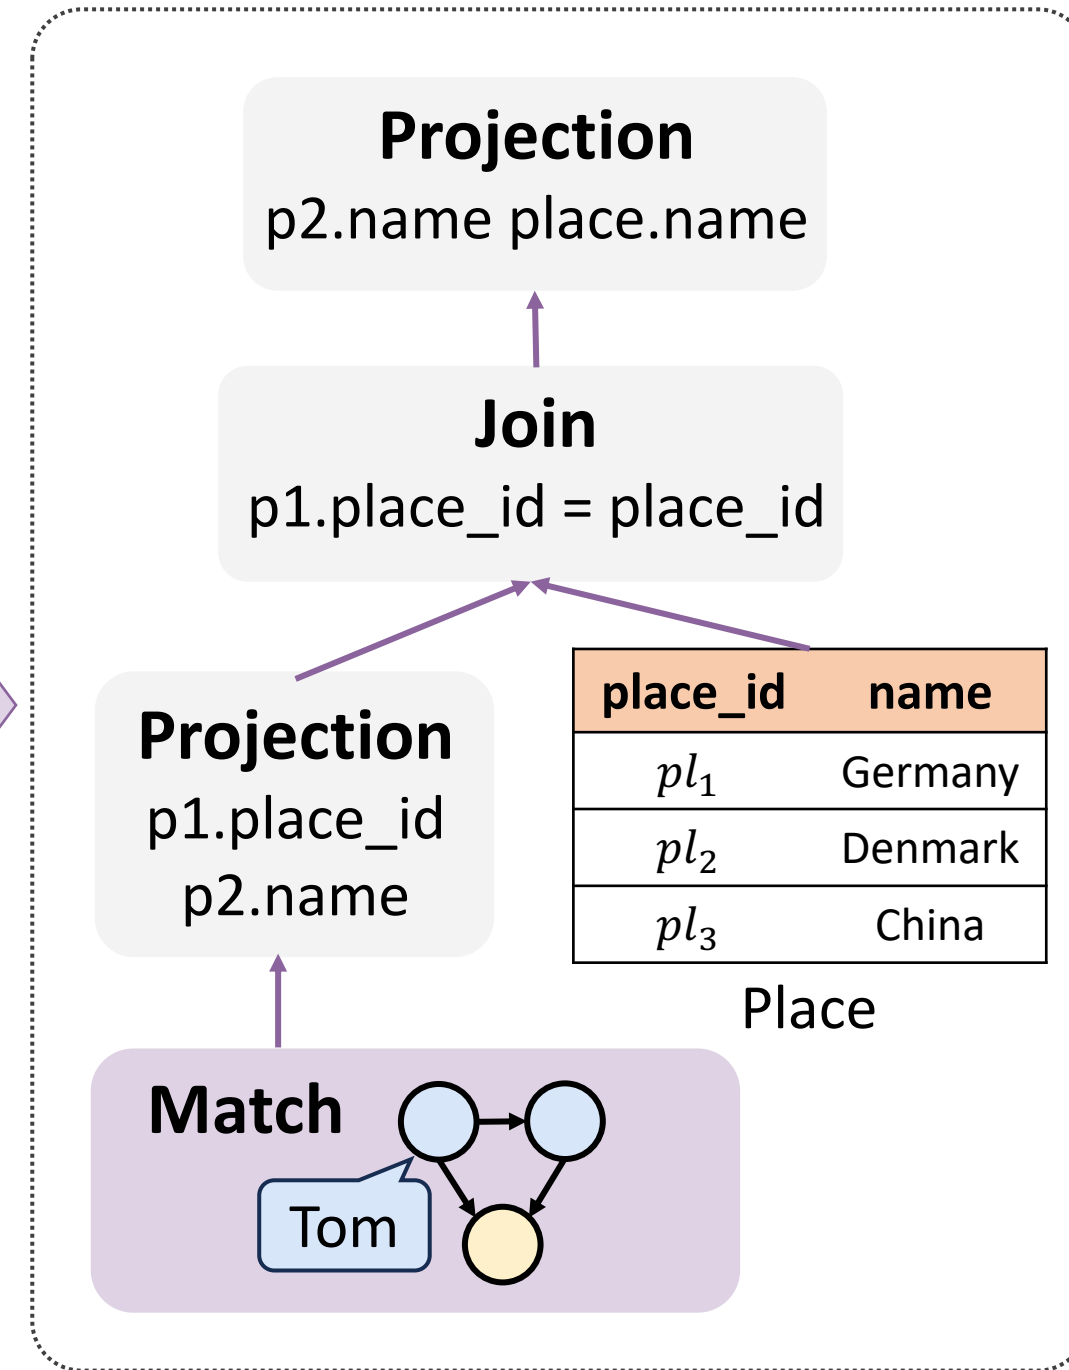 Projection
p2.name place.name
Join
p1.place_id = place_id
Projection
p1.place_id
p2.name
place_id name
pl₁ Germany
pl₂ Denmark
pl₃ China
Place
Match
Tom